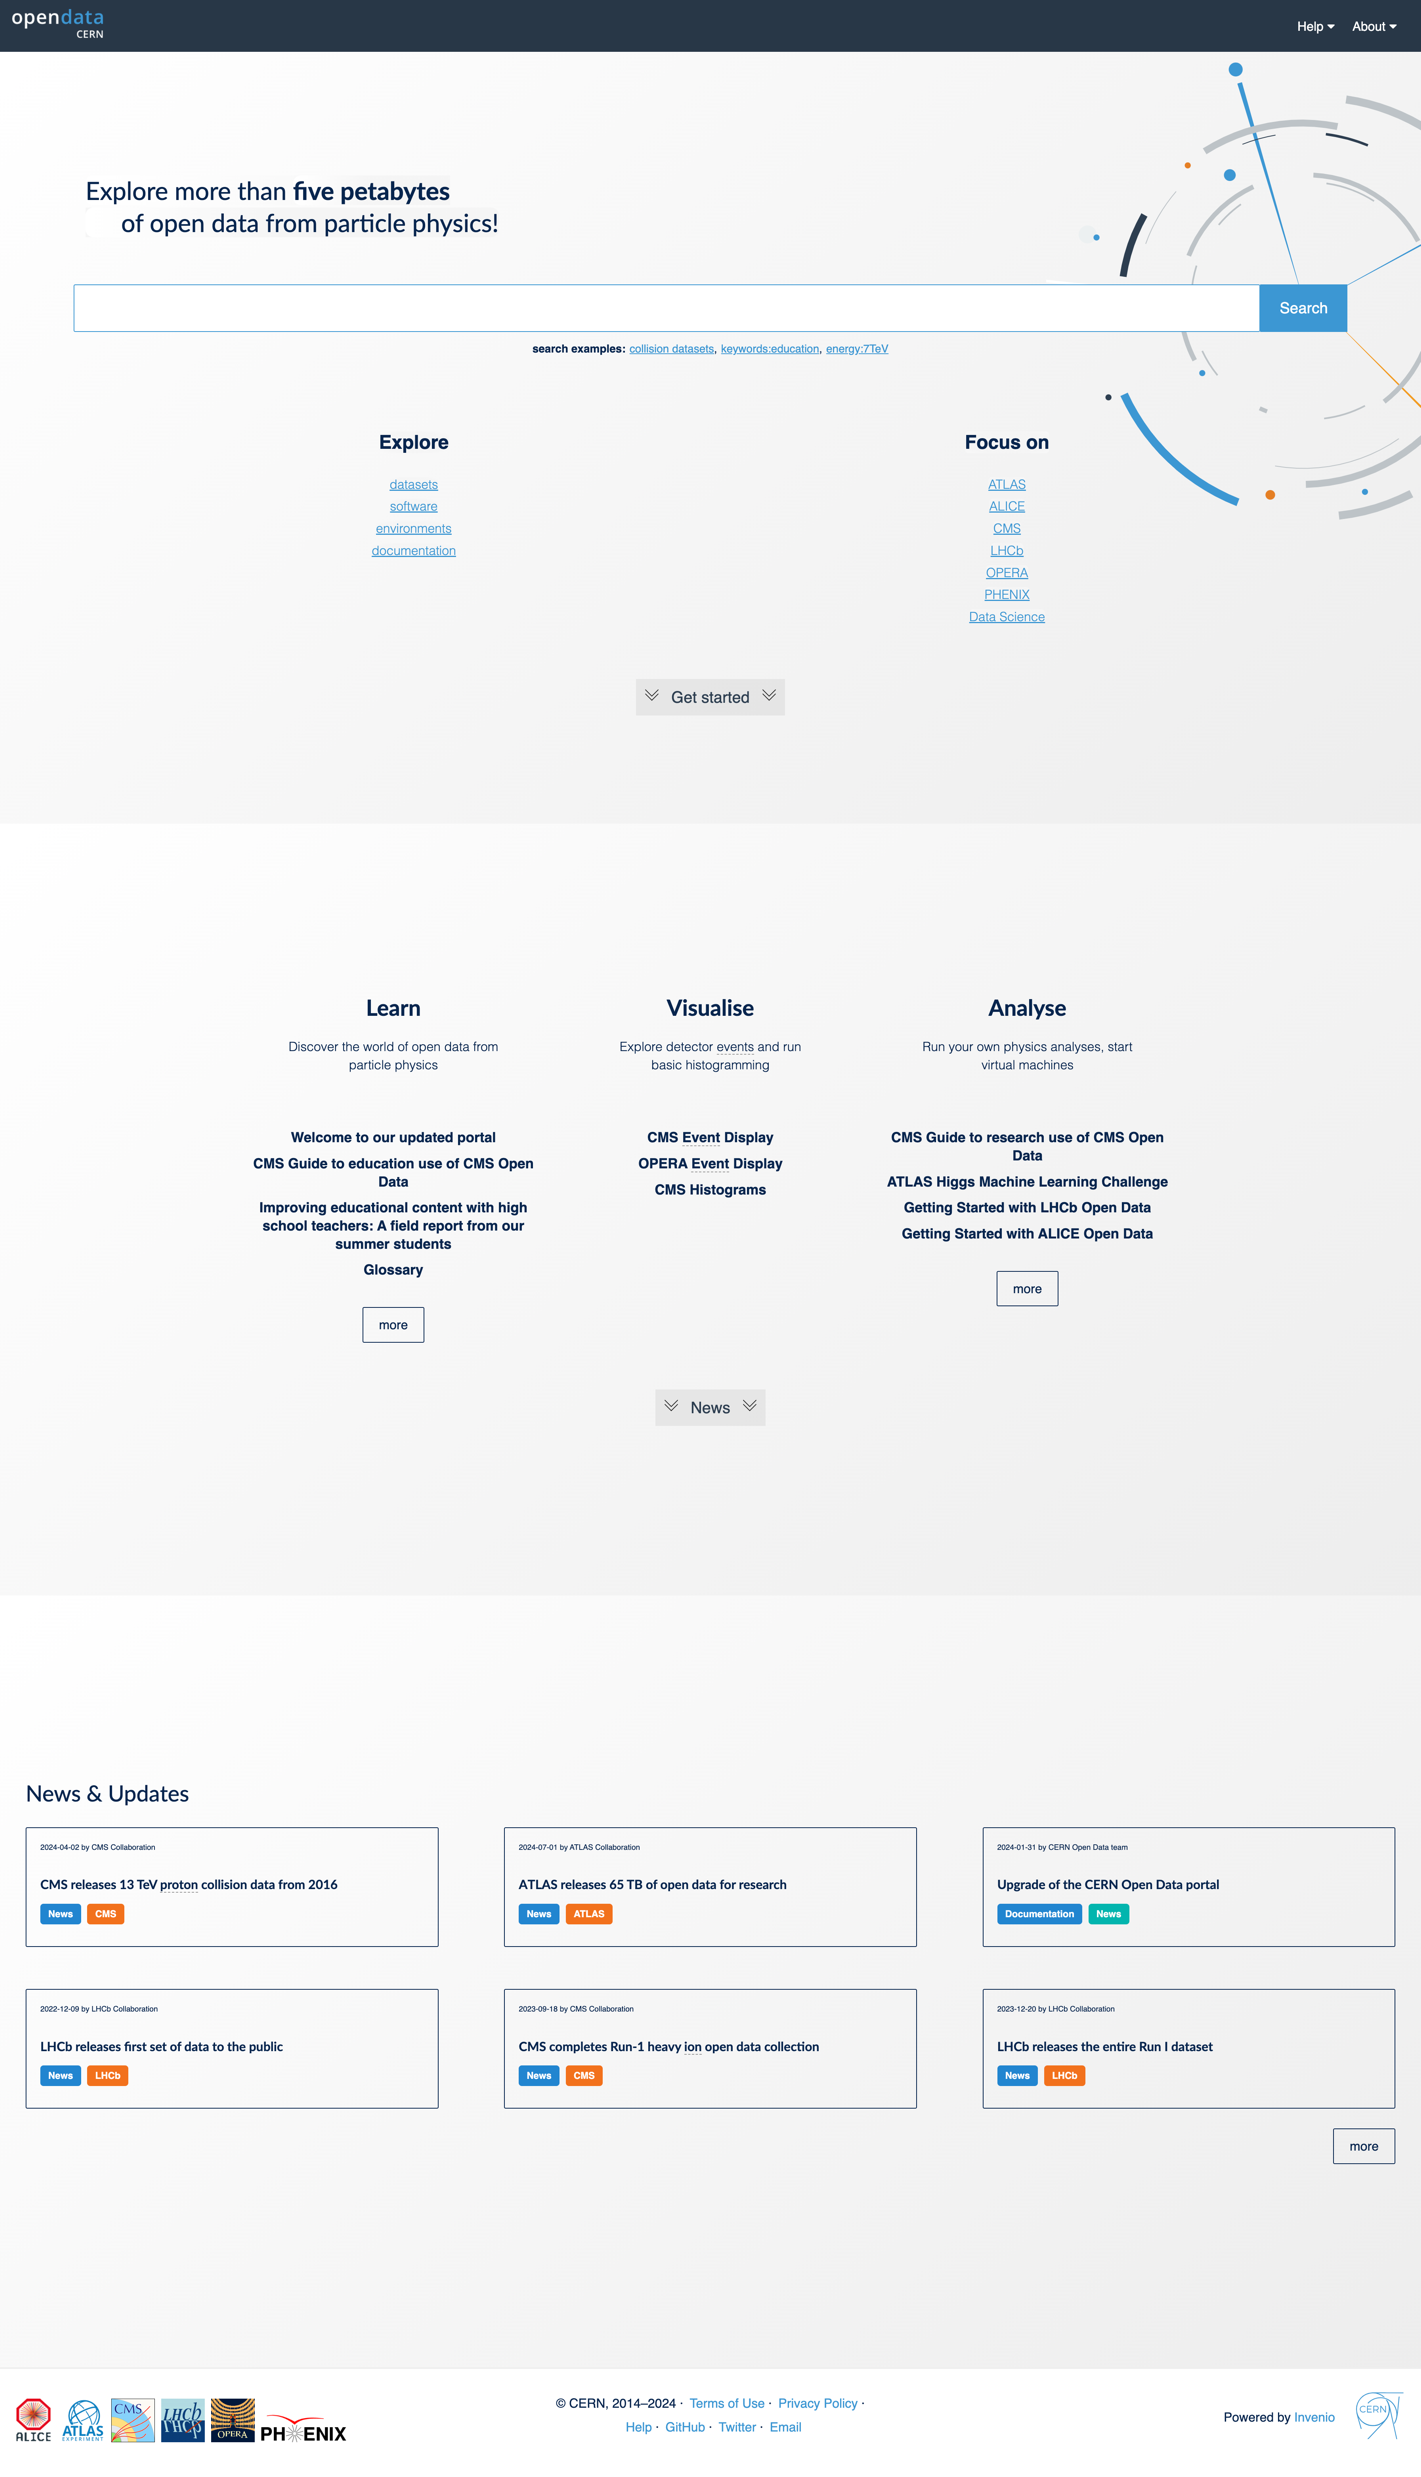 opendata
CERN
Help
About
Explore more than five petabytes
of open data from particle physics!
Search
search examples: collision datasets, keywords:education, energy:7TeV
Explore
datasets
software
environments
documentation
Focus on
ATLAS
ALICE
CMS
LHCb
OPERA
PHENIX
Data Science
Get started
Learn
Discover the world of open data from
particle physics
Welcome to our updated portal
CMS Guide to education use of CMS Open
Data
Improving educational content with high
school teachers: A field report from our
summer students
Glossary
more
Visualise
Explore detector events and run
basic histogramming
CMS Event Display
OPERA Event Display
CMS Histograms
Analyse
Run your own physics analyses, start
virtual machines
CMS Guide to research use of CMS Open
Data
ATLAS Higgs Machine Learning Challenge
Getting Started with LHCb Open Data
Getting Started with ALICE Open Data
more
News
News & Updates
2024-04-02 by CMS Collaboration
CMS releases 13 TeV proton collision data from 2016
News CMS
2024-07-01 by ATLAS Collaboration
ATLAS releases 65 TB of open data for research
News ATLAS
2024-01-31 by CERN Open Data team
Upgrade of the CERN Open Data portal
Documentation News
2022-12-09 by LHCb Collaboration
LHCb releases first set of data to the public
News LHCb
2023-09-18 by CMS Collaboration
CMS completes Run-1 heavy ion open data collection
News CMS
2023-12-20 by LHCb Collaboration
LHCb releases the entire Run I dataset
News LHCb
more
ALICE
ATLAS
EXPERIMENT
CMS
LHCb
LHCp
OPERA
PHENIX
© CERN, 2014–2024 · Terms of Use · Privacy Policy ·
Help · GitHub · Twitter · Email
Powered by Invenio
CERN